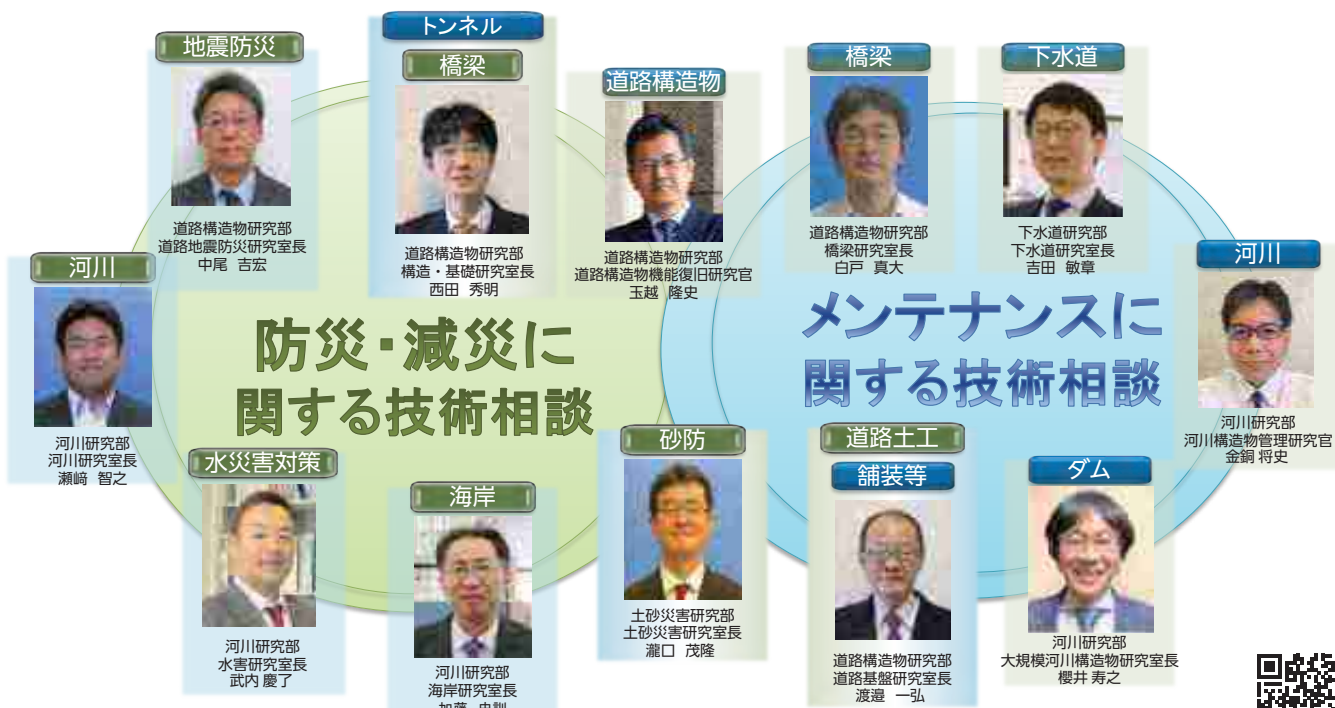 地震防災
道路構造物研究部
道路地震防災研究室長
中尾 吉宏
トンネル
橋梁
道路構造物研究部
構造・基礎研究室長
西田 秀明
道路構造物
道路構造物研究部
道路構造物機能復旧研究官
玉越 隆史
橋梁
道路構造物研究部
橋梁研究室長
白戸 真大
下水道
下水道研究部
下水道研究室長
吉田 敏章
河川
河川研究部
河川研究室長
瀬﨑 智之
防災・減災に
関する技術相談
メンテナンスに
関する技術相談
河川
河川研究部
河川構造物管理研究官
金銅 将史
水災害対策
河川研究部
水害研究室長
武内 慶了
海岸
河川研究部
海岸研究室長
砂防
土砂災害研究部
土砂災害研究室長
瀧口 茂隆
道路土工
舗装等
道路構造物研究部
道路基盤研究室長
渡邉 一弘
ダム
河川研究部
大規模河川構造物研究室長
櫻井 寿之